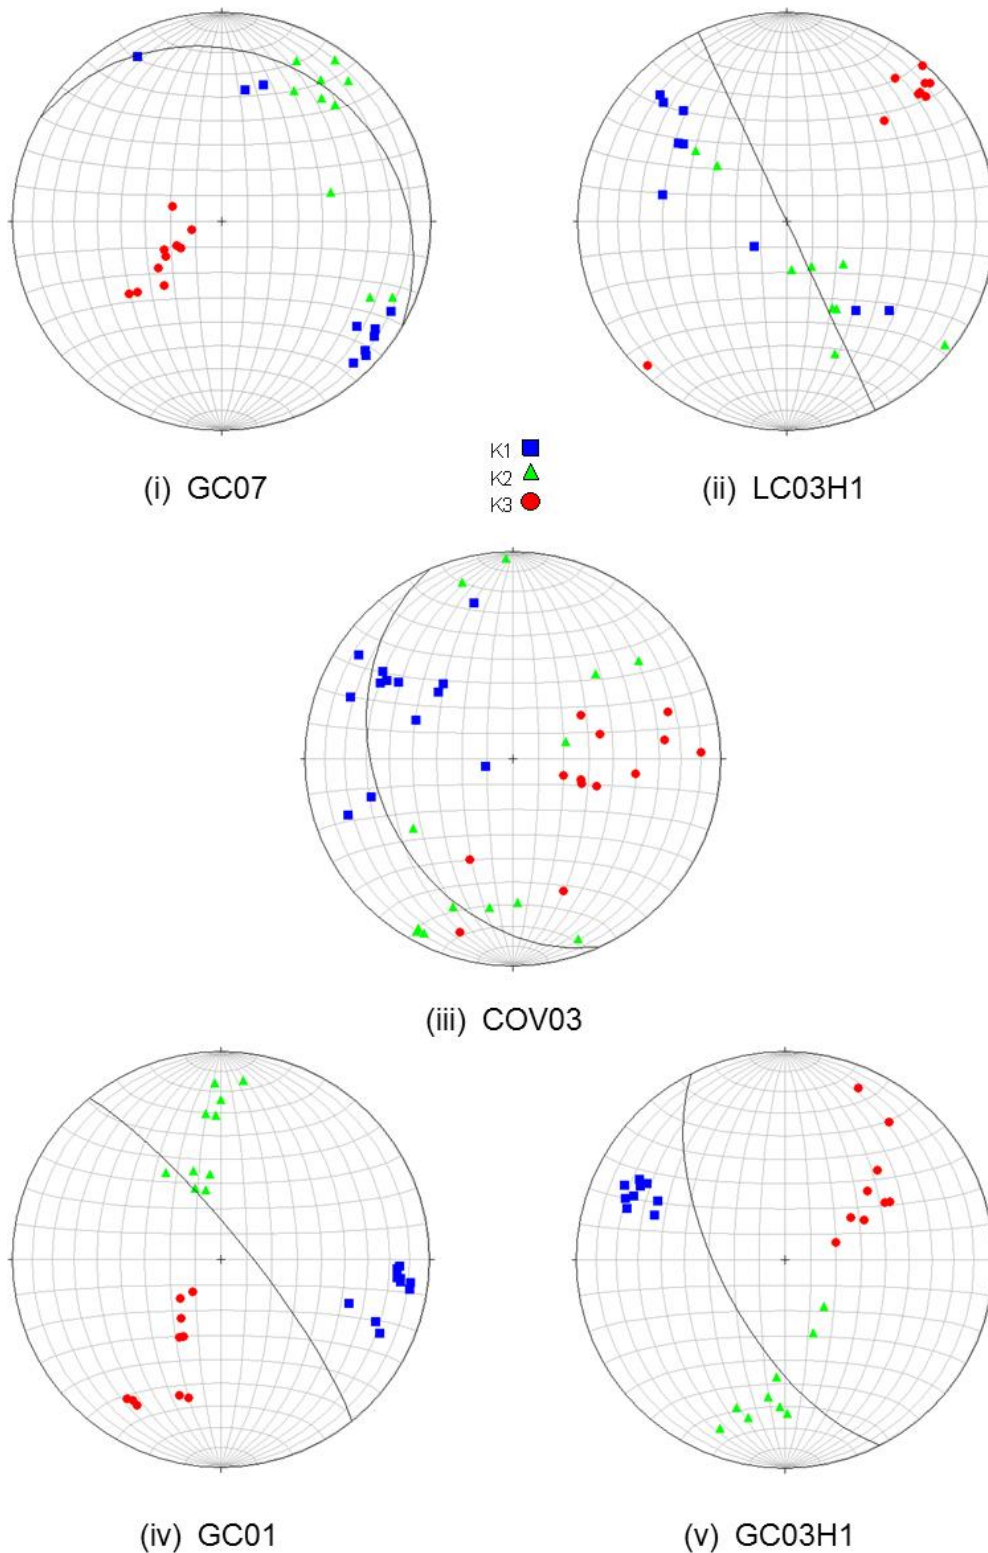 (i) GC07
K1
K2
K3
(ii) LC03H1
(iii) COV03
(iv) GC01
(v) GC03H1